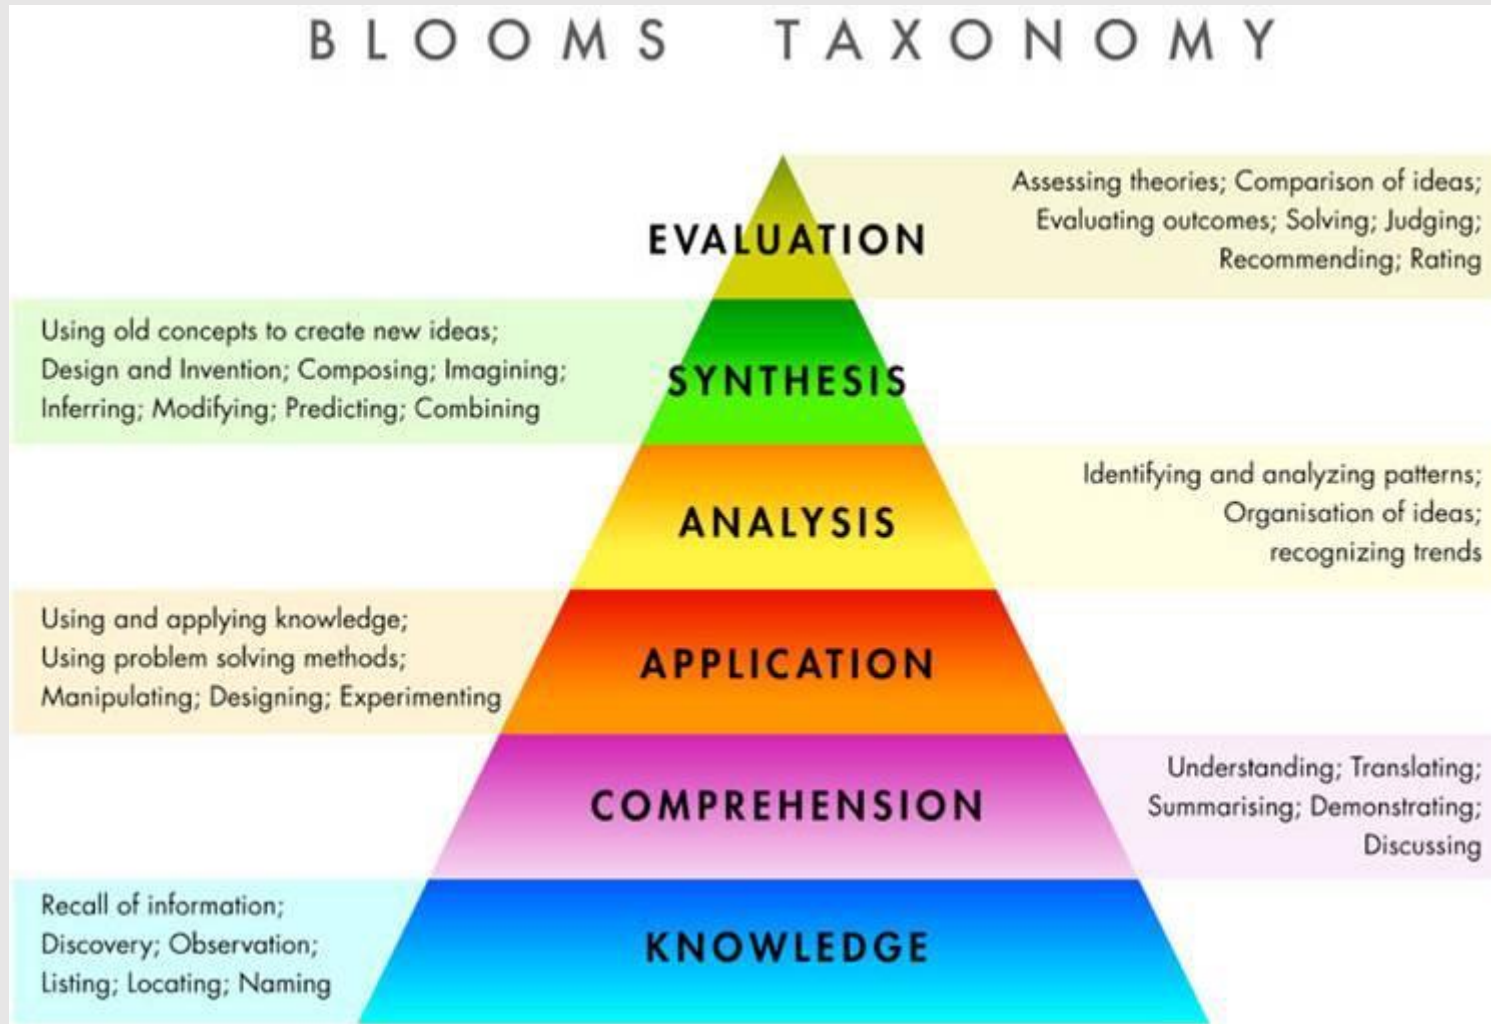 BLOOMS TAXONOMY
EVALUATION
Assessing theories; Comparison of ideas;
Evaluating outcomes; Solving; Judging;
Recommending; Rating
Using old concepts to create new ideas;
Design and Invention; Composing; Imagining;
Inferring; Modifying; Predicting; Combining
SYNTHESIS
ANALYSIS
Identifying and analyzing patterns;
Organisation of ideas;
recognizing trends
Using and applying knowledge;
Using problem solving methods;
Manipulating; Designing; Experimenting
APPLICATION
COMPREHENSION
Understanding; Translating;
Summarising; Demonstrating;
Discussing
Recall of information;
Discovery; Observation;
Listing; Locating; Naming
KNOWLEDGE